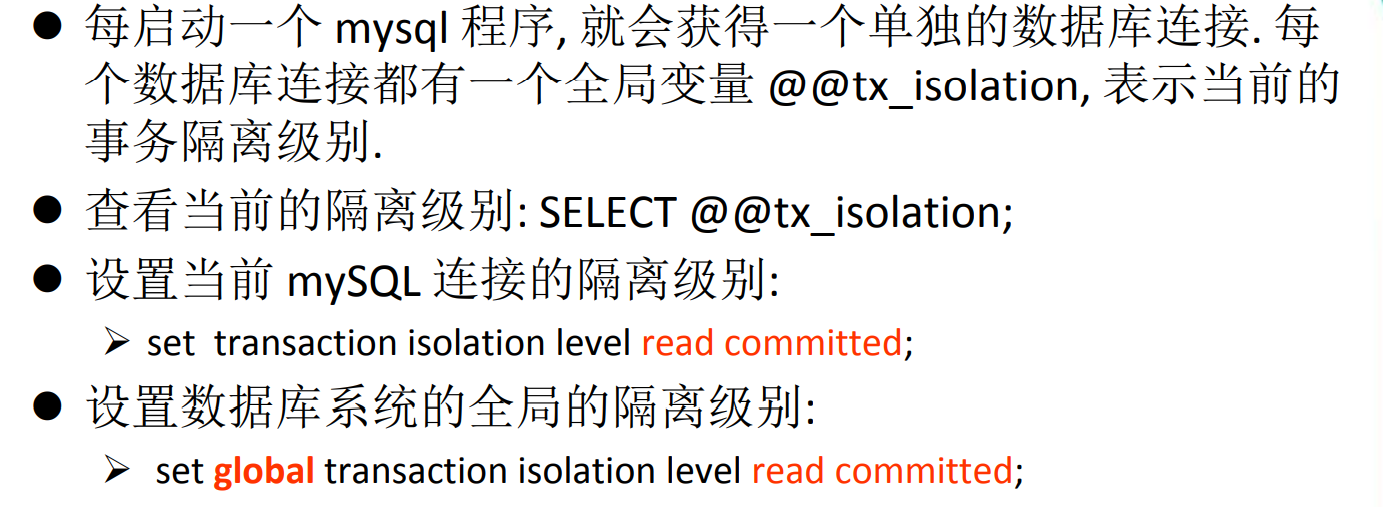 ● 每启动一个 mysql 程序, 就会获得一个单独的数据库连接. 每
个数据库连接都有一个全局变量 @@tx_isolation, 表示当前的
事务隔离级别.
● 查看当前的隔离级别: SELECT @@tx_isolation;
● 设置当前 mySQL 连接的隔离级别:
➢ set  transaction isolation level read committed;
● 设置数据库系统的全局的隔离级别:
➢ set global transaction isolation level read committed;